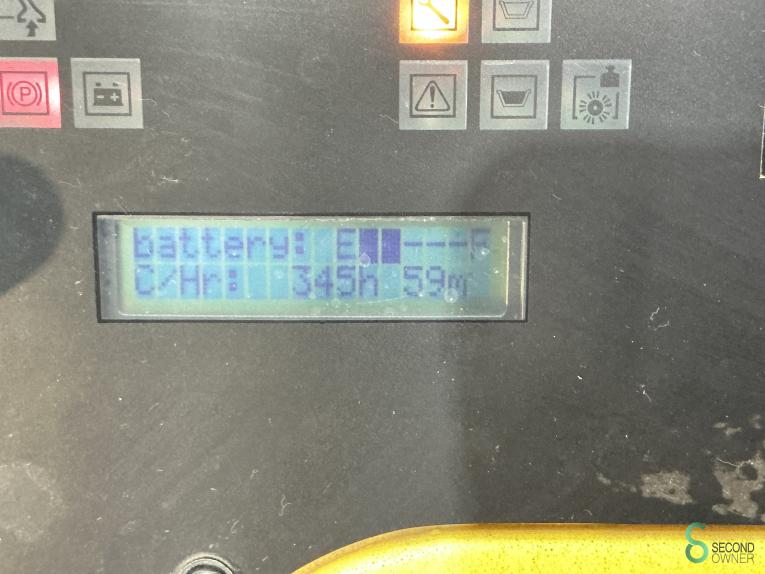 P
battery: E██---F
C/Hr: 345h 59m
SECOND
OWNER